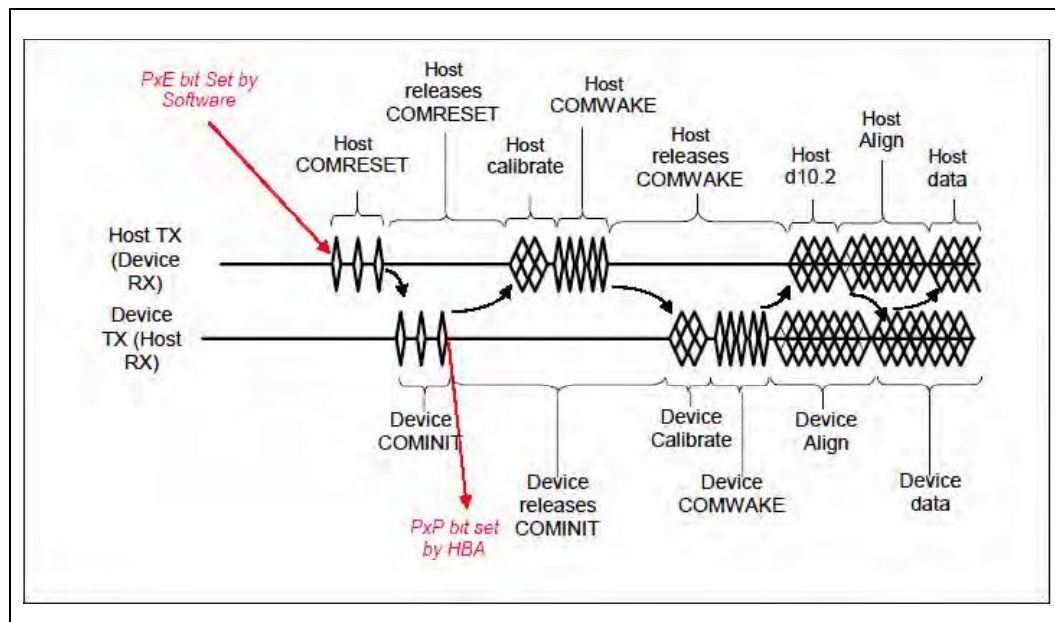 PxE bit Set by
Software
Host
COMRESET
Host
releases
COMRESET
Host
calibrate
Host
COMWAKE
Host
releases
COMWAKE
Host
d10.2
Host
Align
Host
data
Host TX
(Device
RX)
Device
TX (Host
RX)
Device
COMINIT
PxP bit set
by HBA
Device
releases
COMINIT
Device
Calibrate
Device
COMWAKE
Device
Align
Device
data